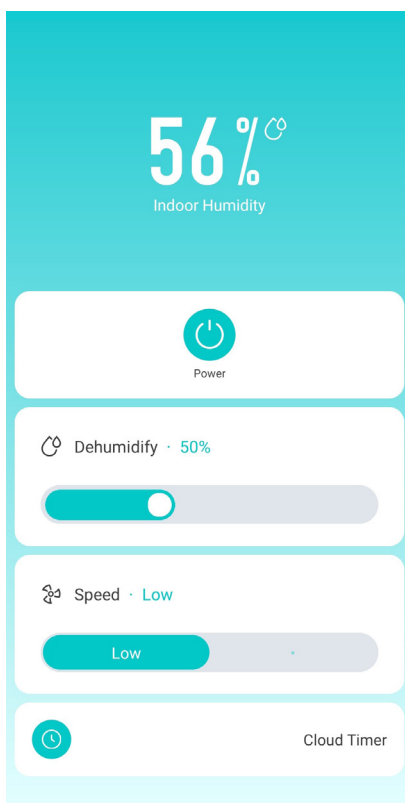 56%
Indoor Humidity
Power
Dehumidify · 50%
Speed · Low
Low
Cloud Timer